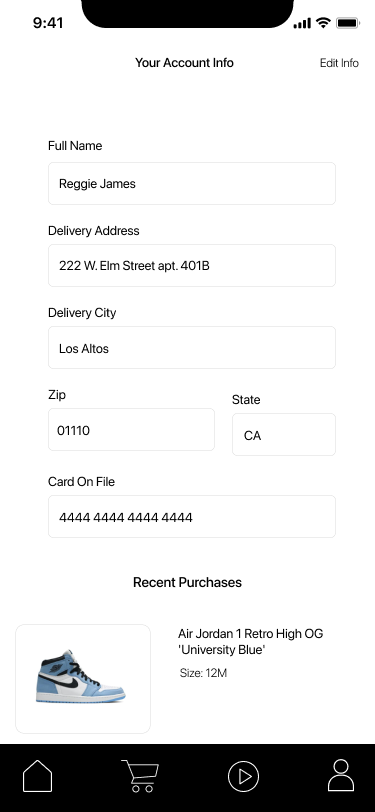 9:41
Your Account Info
Edit Info
Full Name
Reggie James
Delivery Address
222 W. Elm Street apt. 401B
Delivery City
Los Altos
Zip
State
01110
CA
Card On File
4444 4444 4444 4444
Recent Purchases
Air Jordan 1 Retro High OG
'University Blue'
Size: 12M